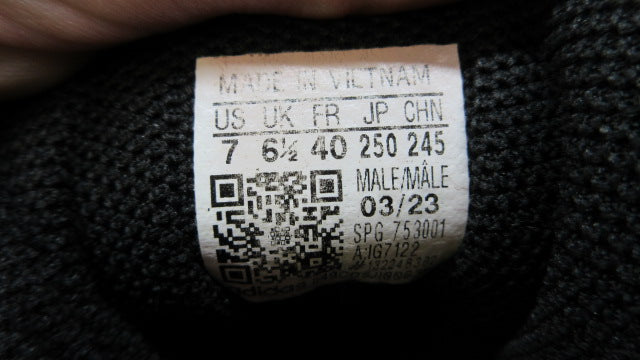 MADE IN VIETNAM
US UK FR JP CHN
7 6½ 40 250 245
MALE/MÂLE
03/23
SPG 753001